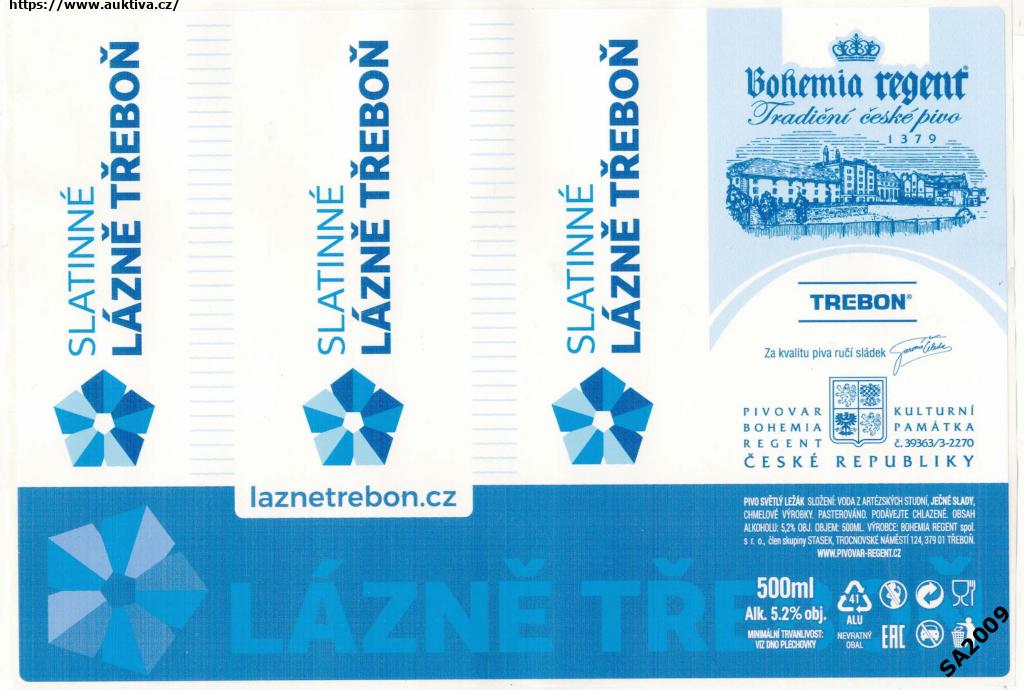 https://www.auktiva.cz/
SLATINNÉ
LÁZNĚ TŘEBOŇ
SLATINNÉ
LÁZNĚ TŘEBOŇ
SLATINNÉ
LÁZNĚ TŘEBOŇ
Bohemia regent®
Tradiční české pivo
1379
TREBON®
Za kvalitu piva ručí sládek
PIVOVAR
BOHEMIA
REGENT
KULTURNÍ
PAMÁTKA
č. 39363/3-2270
ČESKÉ REPUBLIKY
laznetrebon.cz
LÁZNĚ TŘEBOŇ
PIVO SVĚTLÝ LEŽÁK SLOŽENÍ: VODA Z ARTÉZSKÝCH STUDNÍ, JEČNÉ SLADY,
CHMELOVÉ VÝROBKY. PASTEROVÁNO. PODÁVEJTE CHLAZENÉ. OBSAH
ALKOHOLU: 5,2% OBJ. OBJEM: 500ML. VÝROBCE: BOHEMIA REGENT spol.
s r. o., člen skupiny STASEK, TROCNOVSKÉ NÁMĚSTÍ 124, 379 01 TŘEBOŇ.
WWW.PIVOVAR-REGENT.CZ
500ml
Alk. 5.2% obj.
MINIMÁLNÍ TRVANLIVOST:
VIZ DNO PLECHOVKY
41
ALU
NEVRATNÝ
OBAL
EAC
SA2009